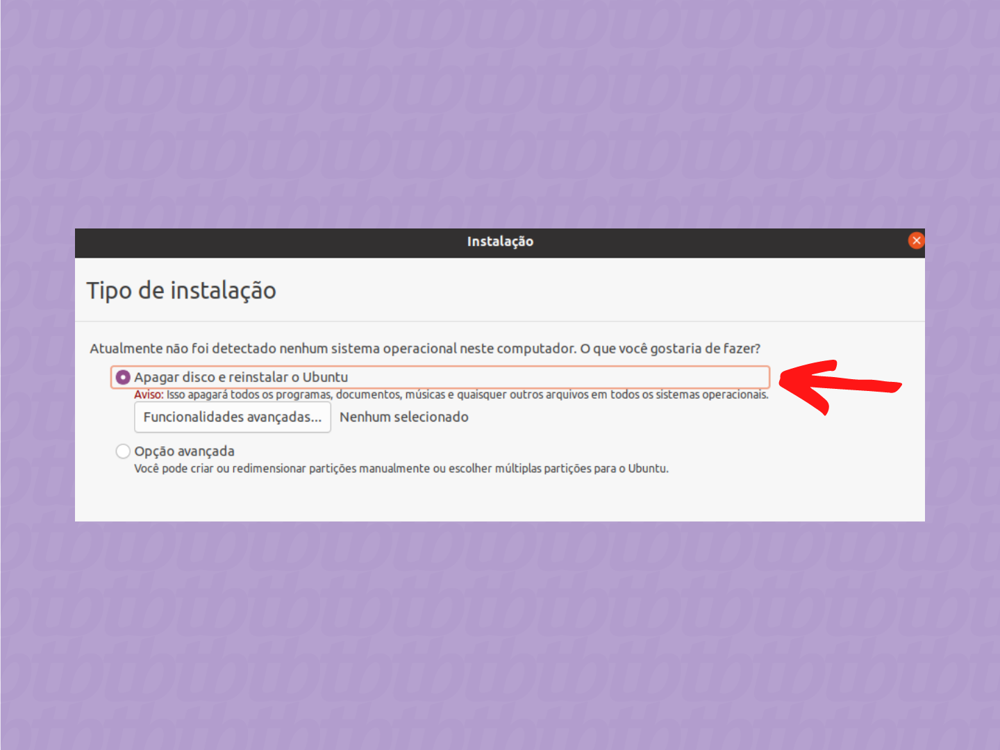 Instalação
Tipo de instalação
Atualmente não foi detectado nenhum sistema operacional neste computador. O que você gostaria de fazer?
Apagar disco e reinstalar o Ubuntu
Aviso: Isso apagará todos os programas, documentos, músicas e quaisquer outros arquivos em todos os sistemas operacionais.
Funcionalidades avançadas... Nenhum selecionado
Opção avançada
Você pode criar ou redimensionar partições manualmente ou escolher múltiplas partições para o Ubuntu.